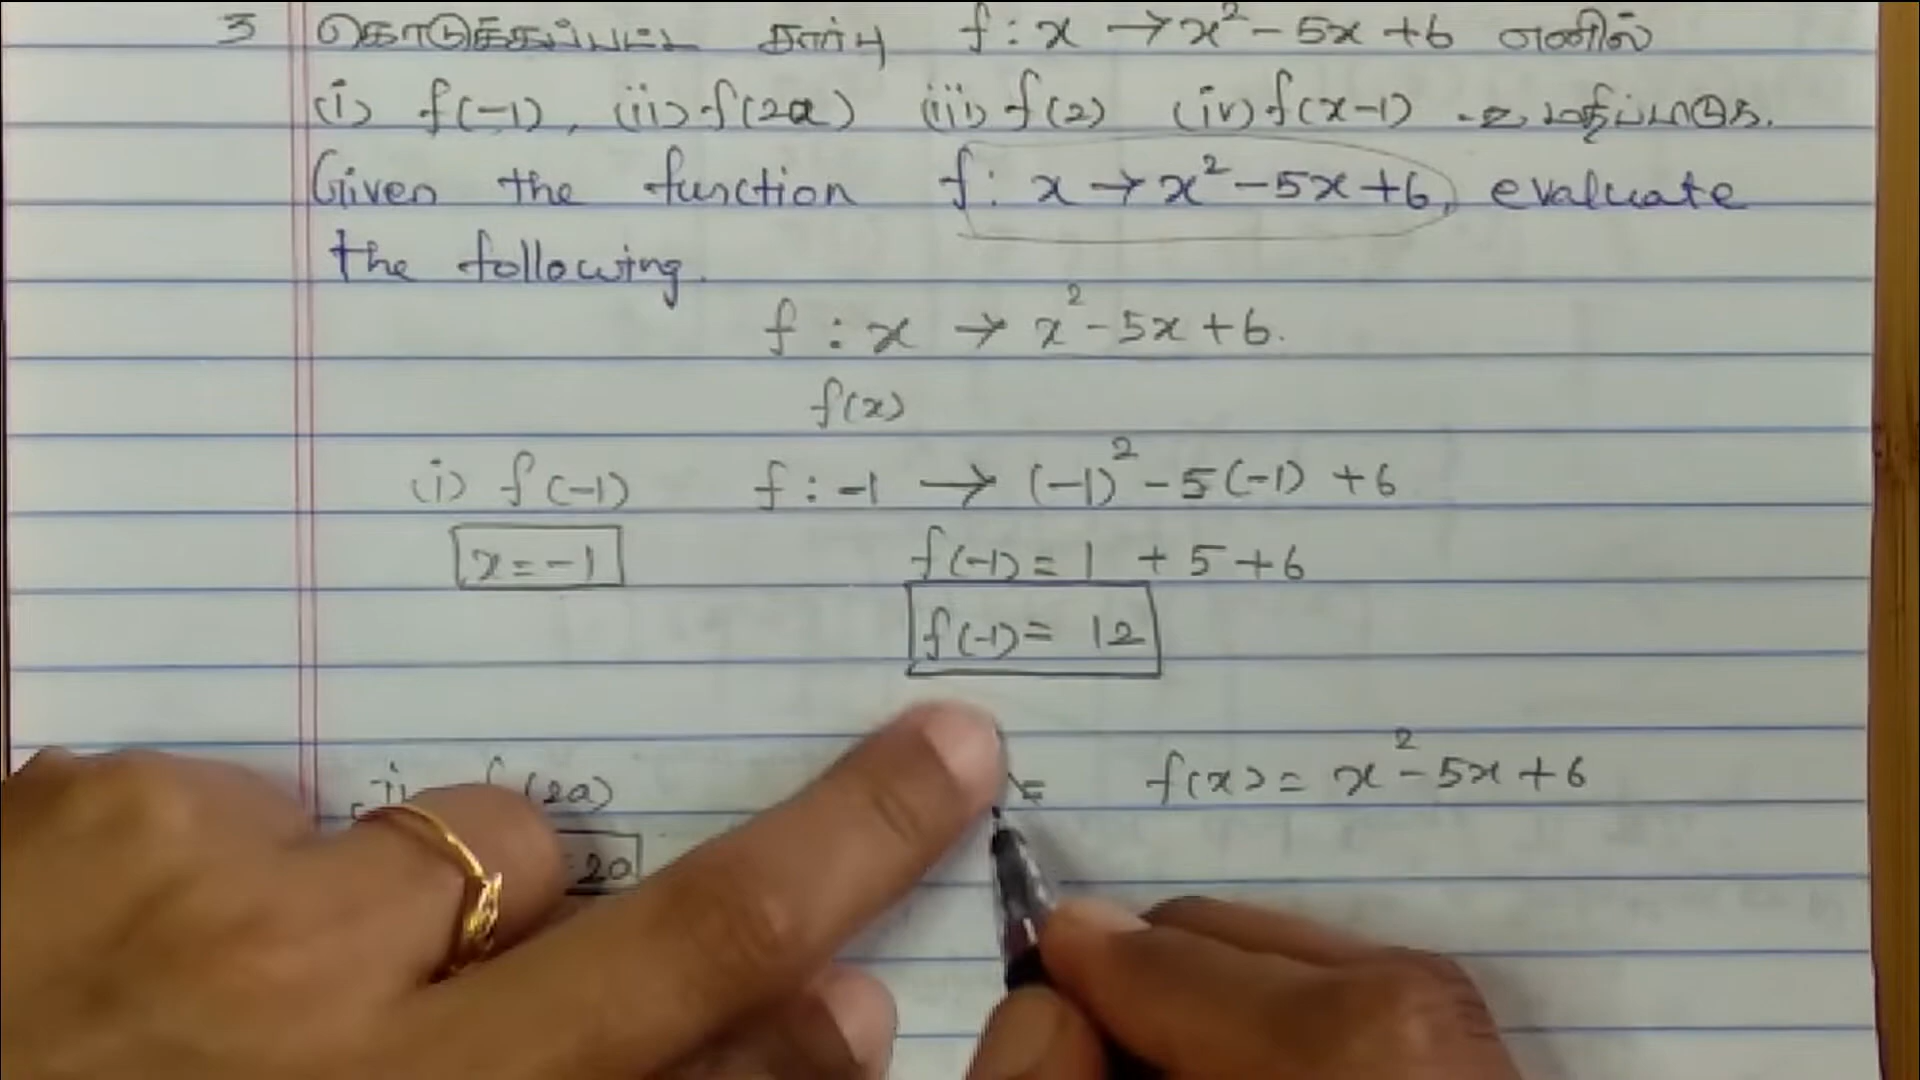 3 கொடுக்கப்பட்ட சார்பு f : x → x² - 5x + 6 எனில்
(i) f(-1), (ii) f(2a) (iii) f(2) (iv) f(x-1) -ஐ மதிப்பிடுக.
Given the function f : x → x² - 5x + 6, evaluate
the following.
f : x → x² - 5x + 6.
f(x)
(i) f(-1) f : -1 → (-1)² - 5(-1) + 6
x = -1 f(-1) = 1 + 5 + 6
f(-1) = 12
(2a) = f(x) = x² - 5x + 6
= 2a